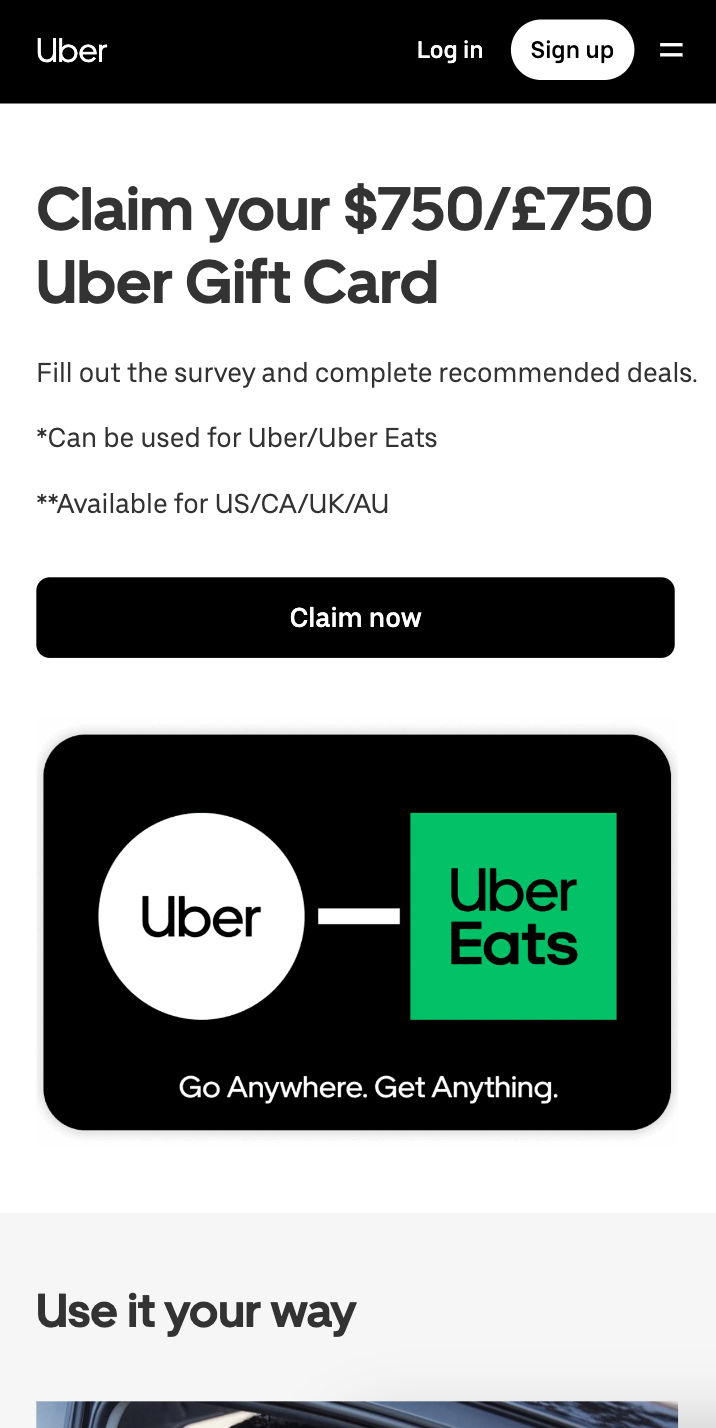 Uber
Log in
Sign up
Claim your $750/£750
Uber Gift Card
Fill out the survey and complete recommended deals.
*Can be used for Uber/Uber Eats
**Available for US/CA/UK/AU
Claim now
Uber
Uber
Eats
Go Anywhere. Get Anything.
Use it your way